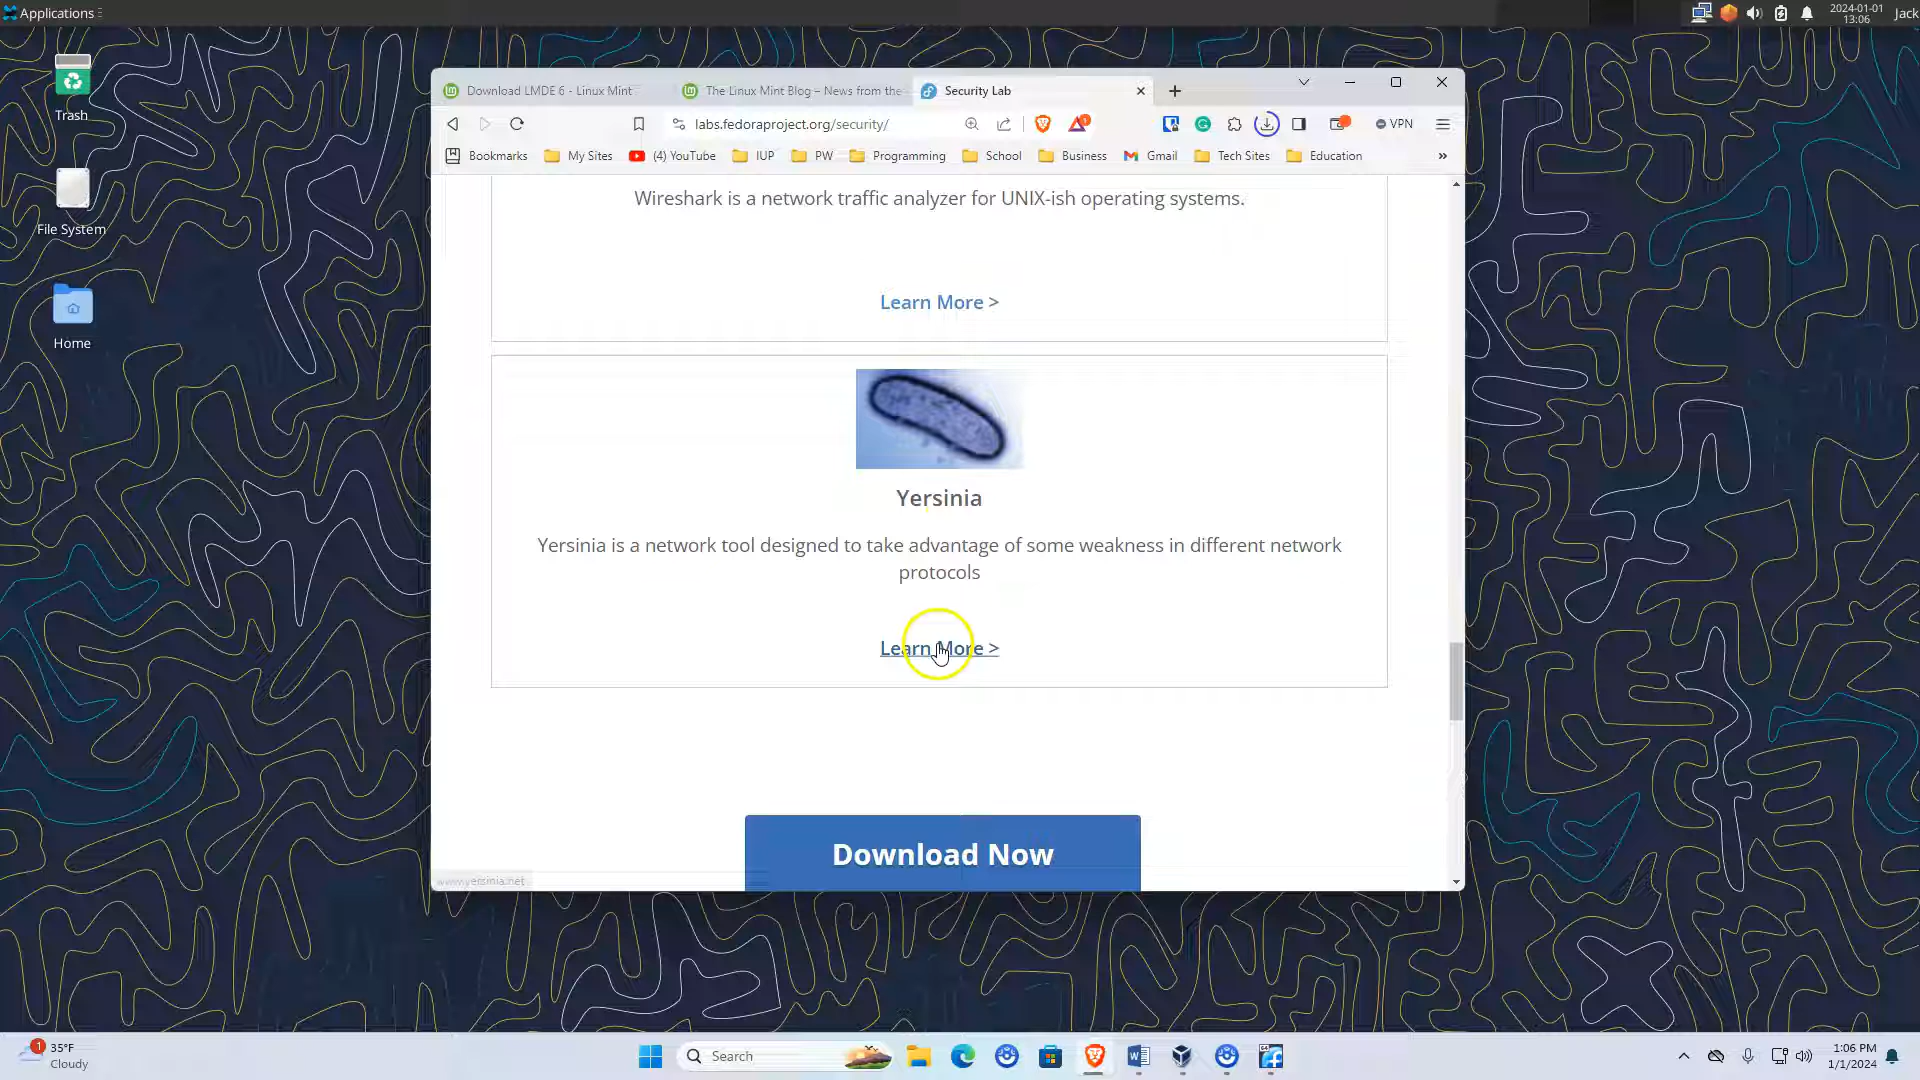 Applications
2024-01-01
13:06
Jack
Trash
File System
Home
Download LMDE 6 - Linux Mint
The Linux Mint Blog – News from the
Security Lab
labs.fedoraproject.org/security/
1
VPN
Bookmarks
My Sites
(4) YouTube
IUP
PW
Programming
School
Business
Gmail
Tech Sites
Education
»
Wireshark is a network traffic analyzer for UNIX-ish operating systems.
Learn More >
Yersinia
Yersinia is a network tool designed to take advantage of some weakness in different network
protocols
Learn More >
Download Now
www.yersinia.net
1
35°F
Cloudy
Search
64
1:06 PM
1/1/2024